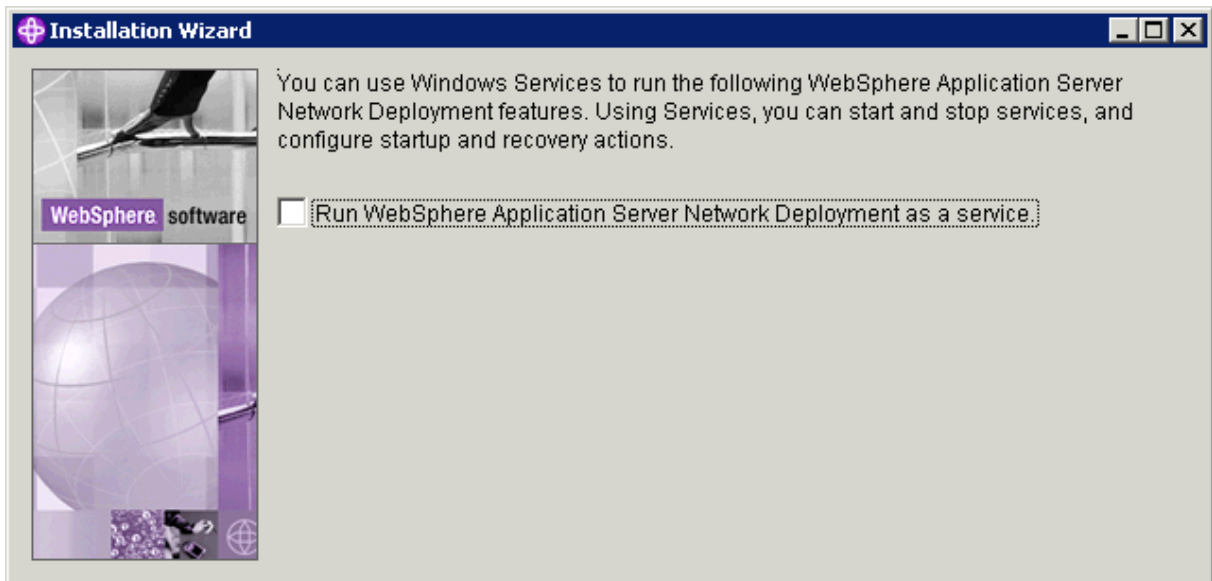 Installation Wizard
You can use Windows Services to run the following WebSphere Application Server
Network Deployment features. Using Services, you can start and stop services, and
configure startup and recovery actions.
WebSphere software
Run WebSphere Application Server Network Deployment as a service.